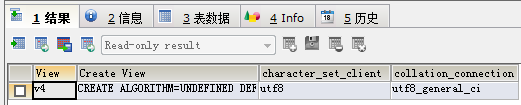 1 结果 2 信息 3 表数据 4 Info 5 历史
Read-only result
View Create View character_set_client collation_connection
v4 CREATE ALGORITHM=UNDEFINED DEF utf8 utf8_general_ci